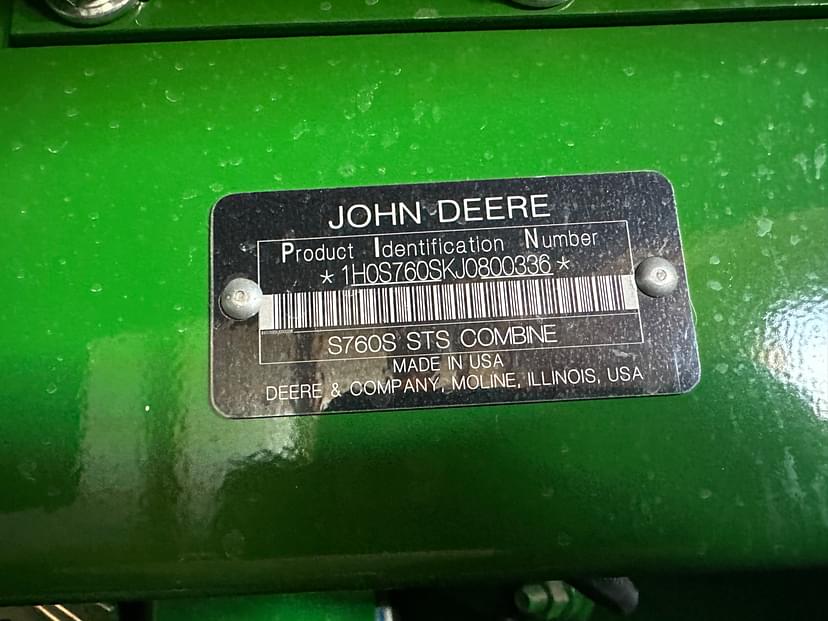 JOHN DEERE
Product Identification Number
*1H0S760SKJ0800336*
S760S STS COMBINE
MADE IN USA
DEERE & COMPANY, MOLINE, ILLINOIS, USA